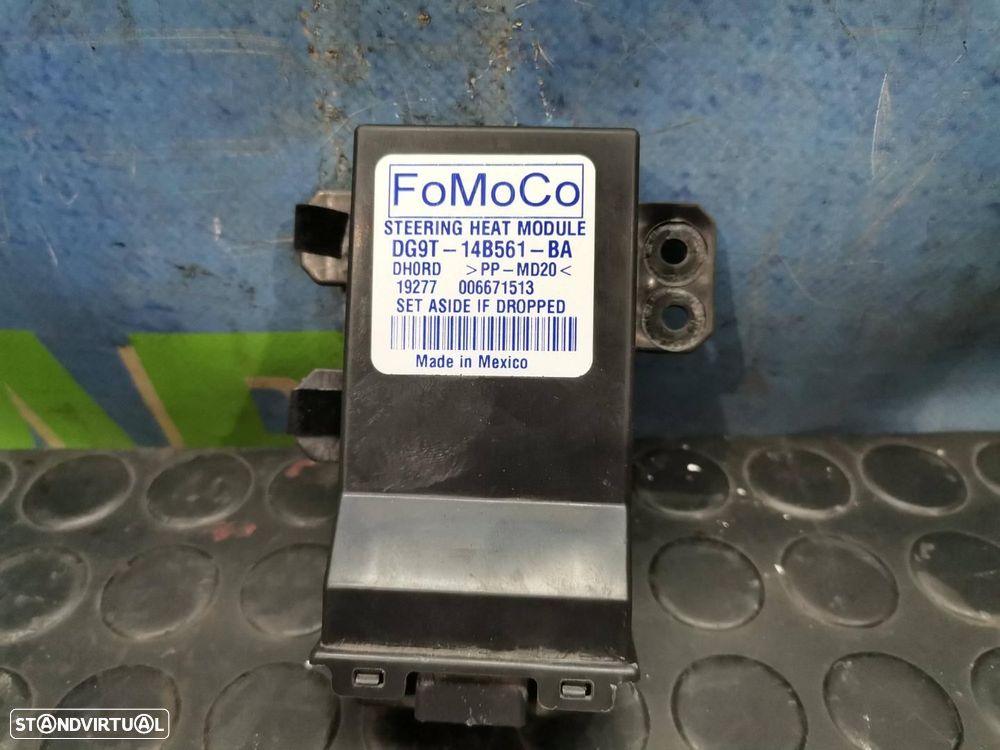 FoMoCo
STEERING HEAT MODULE
DG9T-14B561-BA
DH0RD >PP-MD20<
19277 006671513
SET ASIDE IF DROPPED
Made in Mexico
STANDVIRTUAL